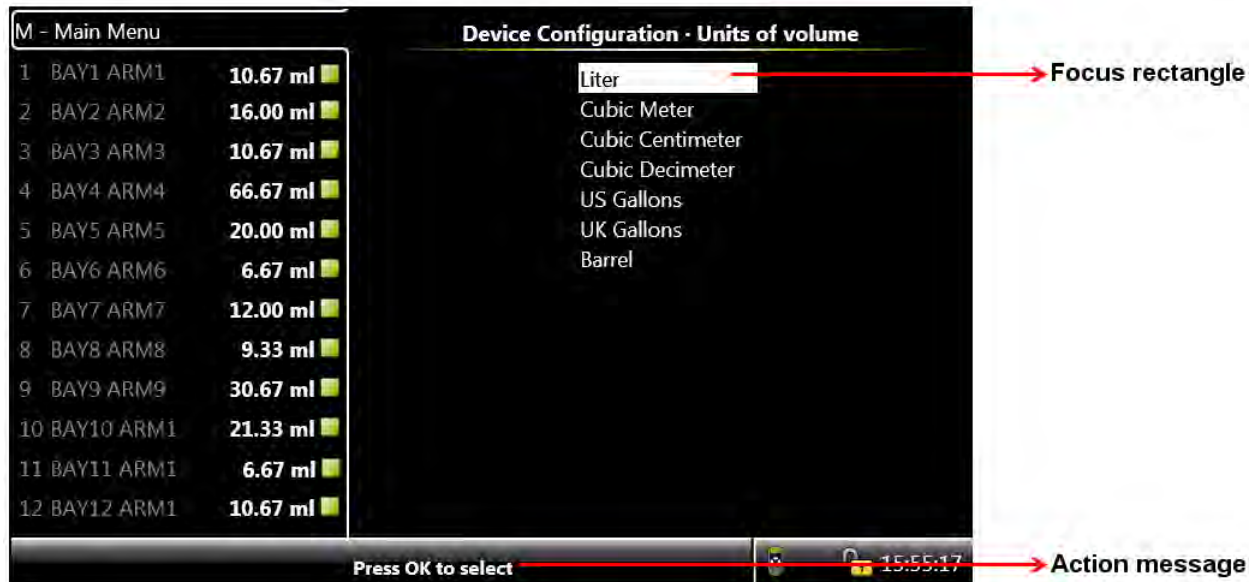 M - Main Menu
1 BAY1 ARM1 10.67 ml
2 BAY2 ARM2 16.00 ml
3 BAY3 ARM3 10.67 ml
4 BAY4 ARM4 66.67 ml
5 BAY5 ARM5 20.00 ml
6 BAY6 ARM6 6.67 ml
7 BAY7 ARM7 12.00 ml
8 BAY8 ARM8 9.33 ml
9 BAY9 ARM9 30.67 ml
10 BAY10 ARM1 21.33 ml
11 BAY11 ARM1 6.67 ml
12 BAY12 ARM1 10.67 ml
Device Configuration - Units of volume
Liter
Cubic Meter
Cubic Centimeter
Cubic Decimeter
US Gallons
UK Gallons
Barrel
Focus rectangle
Press OK to select
15:55:17
Action message